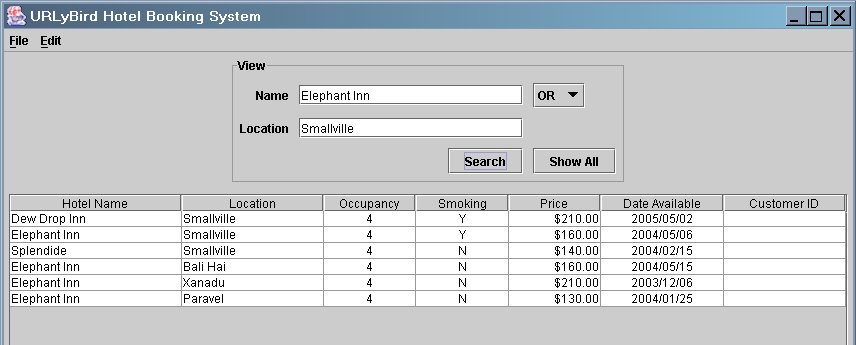 URLyBird Hotel Booking System
File Edit
View
Name Elephant Inn OR
Location Smallville
Search Show All
Hotel Name Location Occupancy Smoking Price Date Available Customer ID
Dew Drop Inn Smallville 4 Y $210.00 2005/05/02
Elephant Inn Smallville 4 Y $160.00 2004/05/06
Splendide Smallville 4 N $140.00 2004/02/15
Elephant Inn Bali Hai 4 N $160.00 2004/05/15
Elephant Inn Xanadu 4 N $210.00 2003/12/06
Elephant Inn Paravel 4 N $130.00 2004/01/25